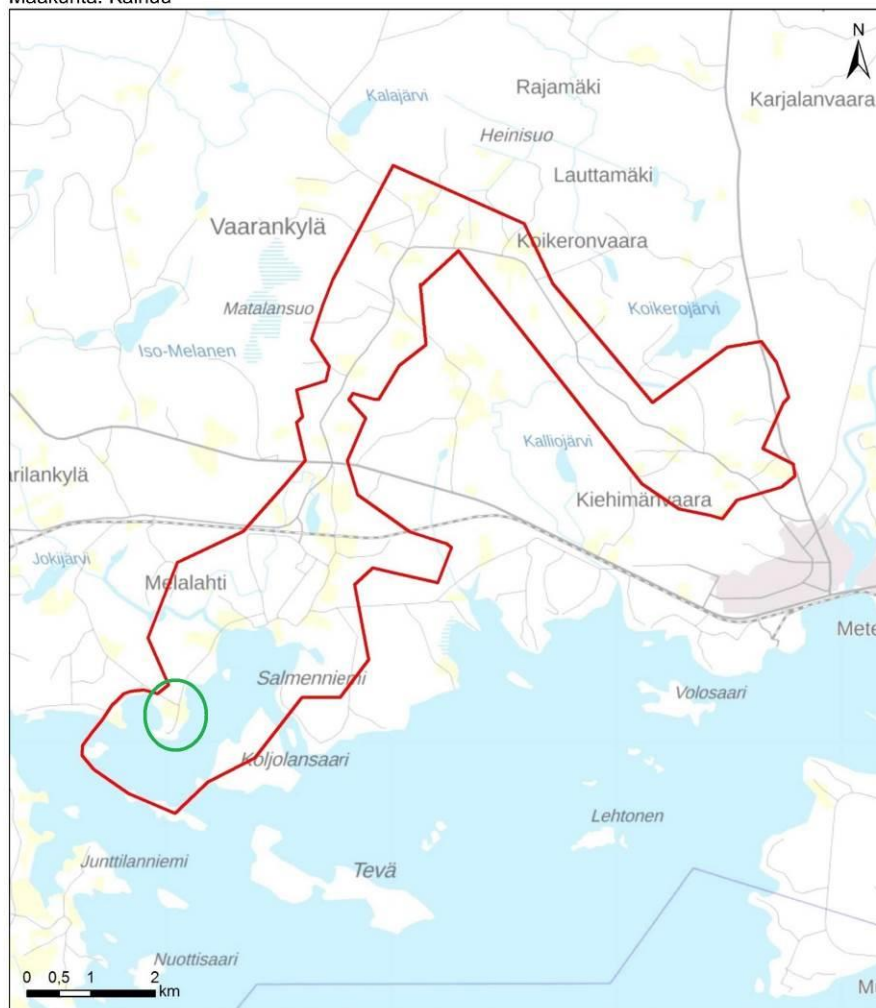 Maakunta: Kainuu
N
Kalajärvi
Rajamäki
Karjalanvaara
Heinisuo
Lauttamäki
Vaarankylä
Koikeronvaara
Matalansuo
Koikerojärvi
Iso-Melanen
Kalliojärvi
arilankylä
Kiehimänvaara
Jokijärvi
Melalahti
Mete
Salmenniemi
Volosaari
Koljolansaari
Lehtonen
Junttilanniemi
Tevä
Nuottisaari
0 0,5 1 2
km